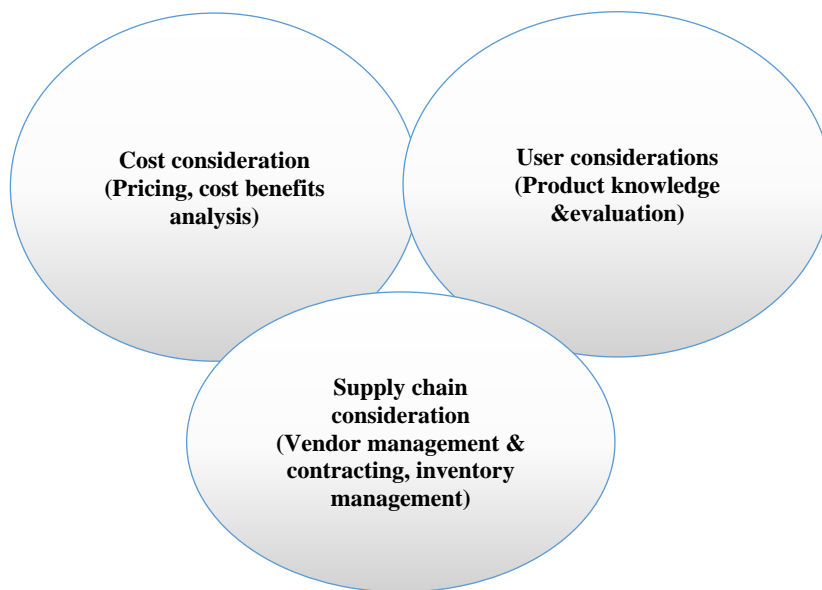 Cost consideration
(Pricing, cost benefits
analysis)
User considerations
(Product knowledge
&evaluation)
Supply chain
consideration
(Vendor management &
contracting, inventory
management)